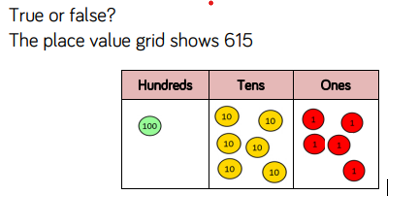 True or false?
The place value grid shows 615
Hundreds Tens Ones
100
10 10
10 10
10 10
1 1
1 1
1